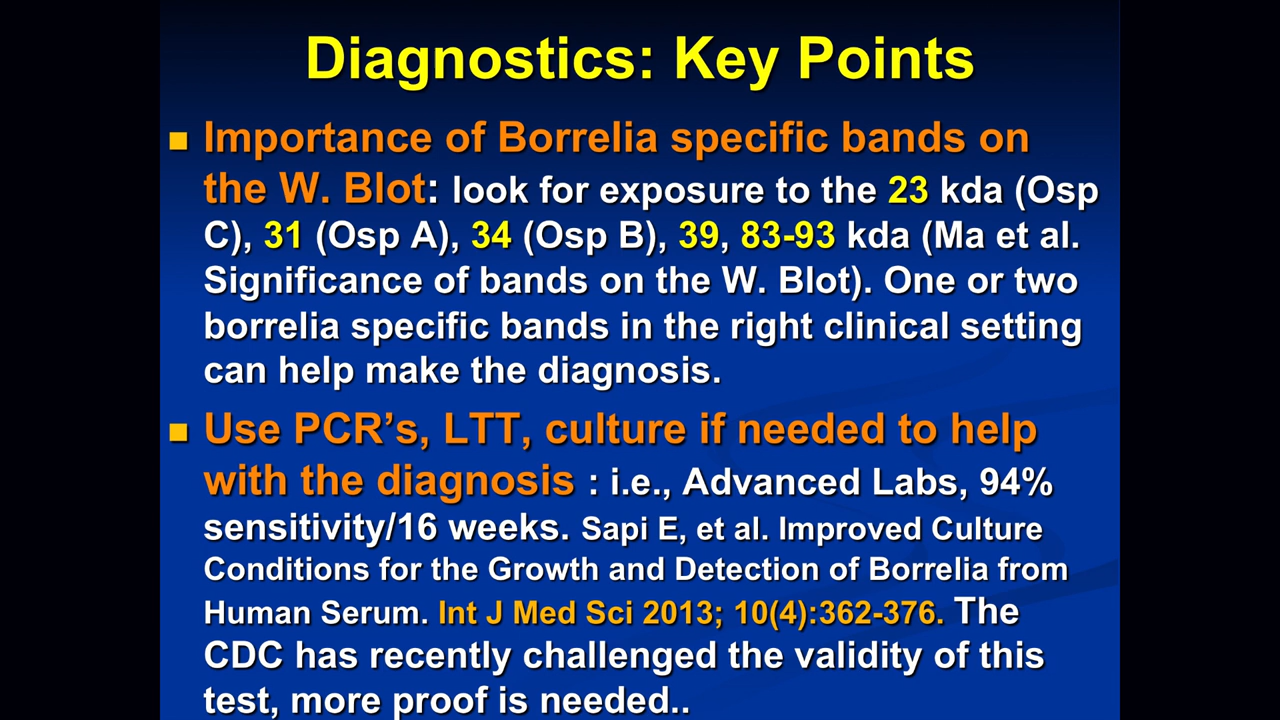 Diagnostics: Key Points
Importance of Borrelia specific bands on
the W. Blot: look for exposure to the 23 kda (Osp
C), 31 (Osp A), 34 (Osp B), 39, 83-93 kda (Ma et al.
Significance of bands on the W. Blot). One or two
borrelia specific bands in the right clinical setting
can help make the diagnosis.
Use PCR’s, LTT, culture if needed to help
with the diagnosis : i.e., Advanced Labs, 94%
sensitivity/16 weeks. Sapi E, et al. Improved Culture
Conditions for the Growth and Detection of Borrelia from
Human Serum. Int J Med Sci 2013; 10(4):362-376. The
CDC has recently challenged the validity of this
test, more proof is needed..